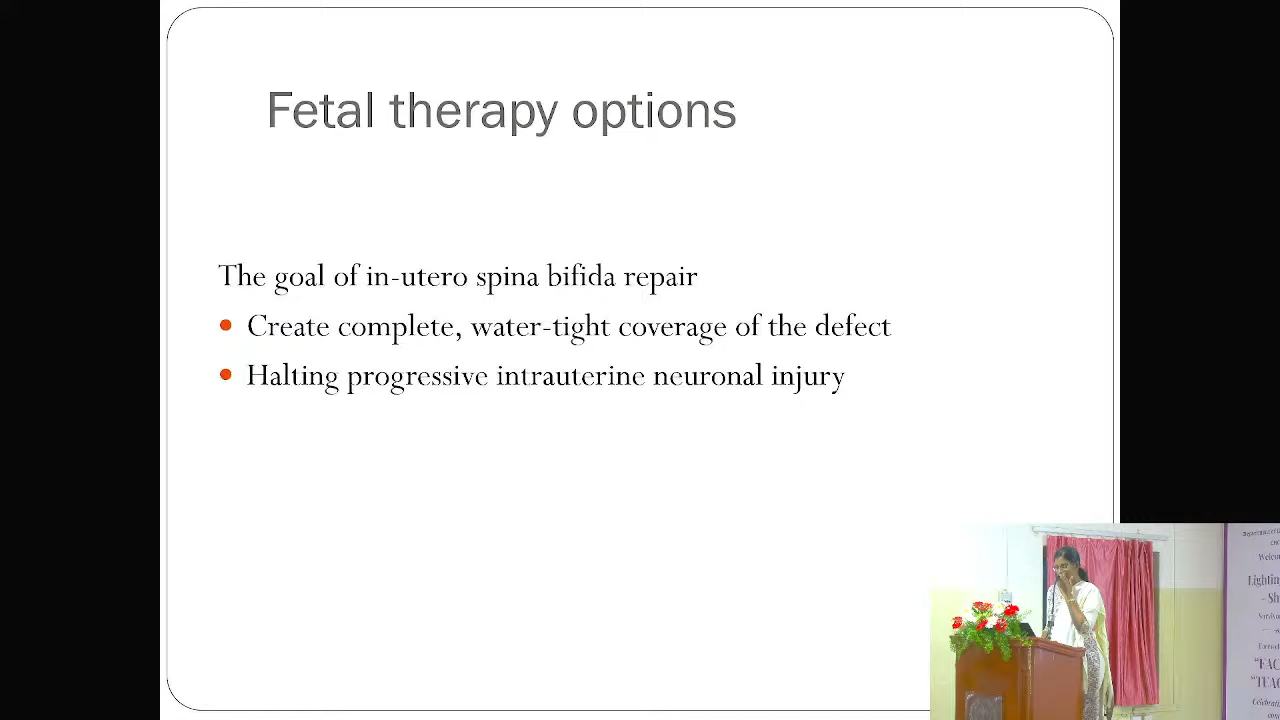 Fetal therapy options
The goal of in-utero spina bifida repair
Create complete, water-tight coverage of the defect
Halting progressive intrauterine neuronal injury
Lighting